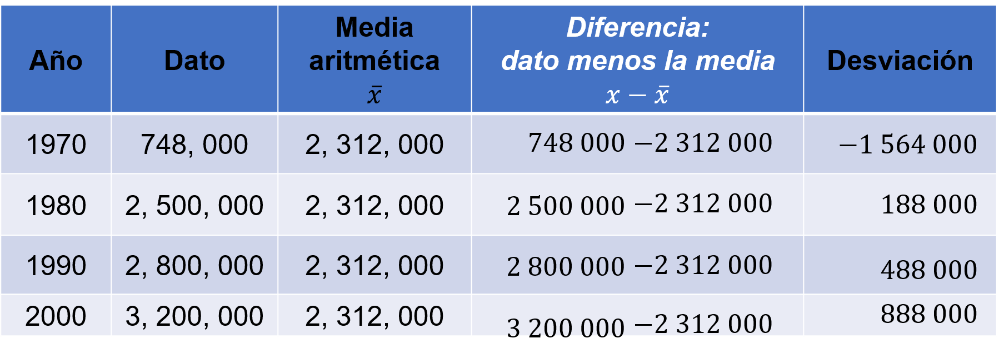 Año Dato Media aritmética x̄ Diferencia: dato menos la media x − x̄ Desviación
1970 748, 000 2, 312, 000 748 000 −2 312 000 −1 564 000
1980 2, 500, 000 2, 312, 000 2 500 000 −2 312 000 188 000
1990 2, 800, 000 2, 312, 000 2 800 000 −2 312 000 488 000
2000 3, 200, 000 2, 312, 000 3 200 000 −2 312 000 888 000